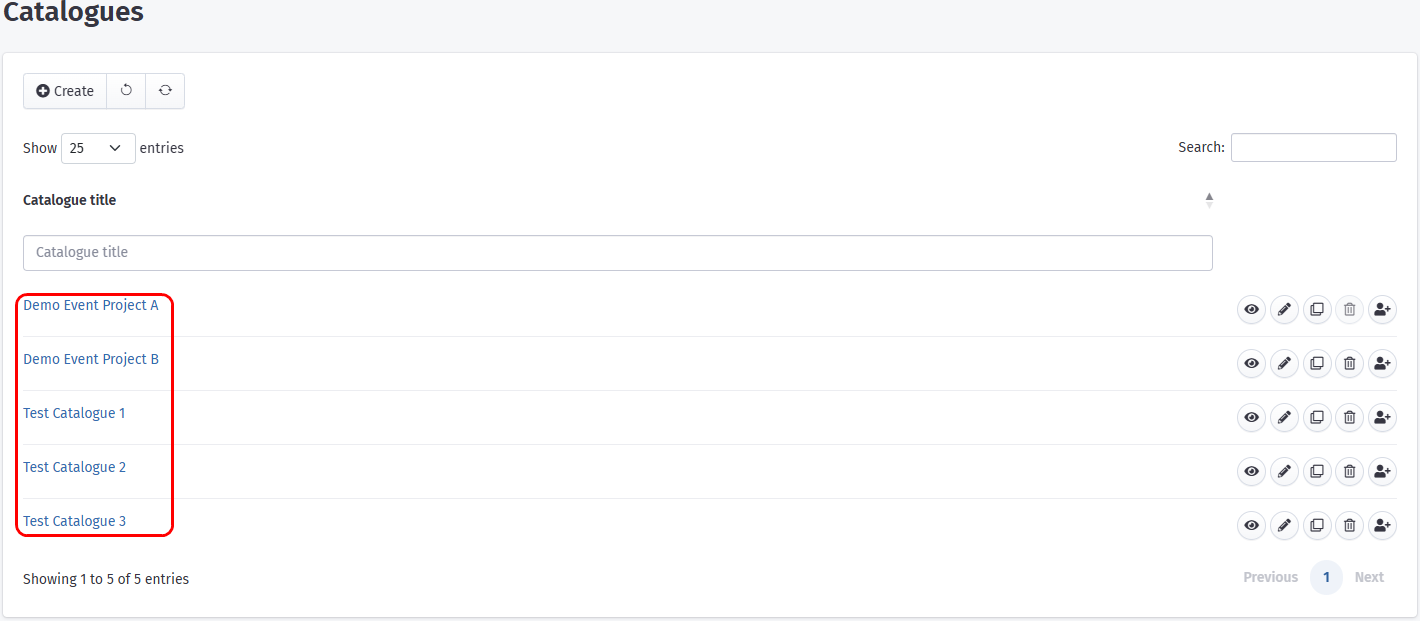 Catalogues
Create
Show 25 entries
Search:
Catalogue title
Catalogue title
Demo Event Project A
Demo Event Project B
Test Catalogue 1
Test Catalogue 2
Test Catalogue 3
Showing 1 to 5 of 5 entries
Previous 1 Next